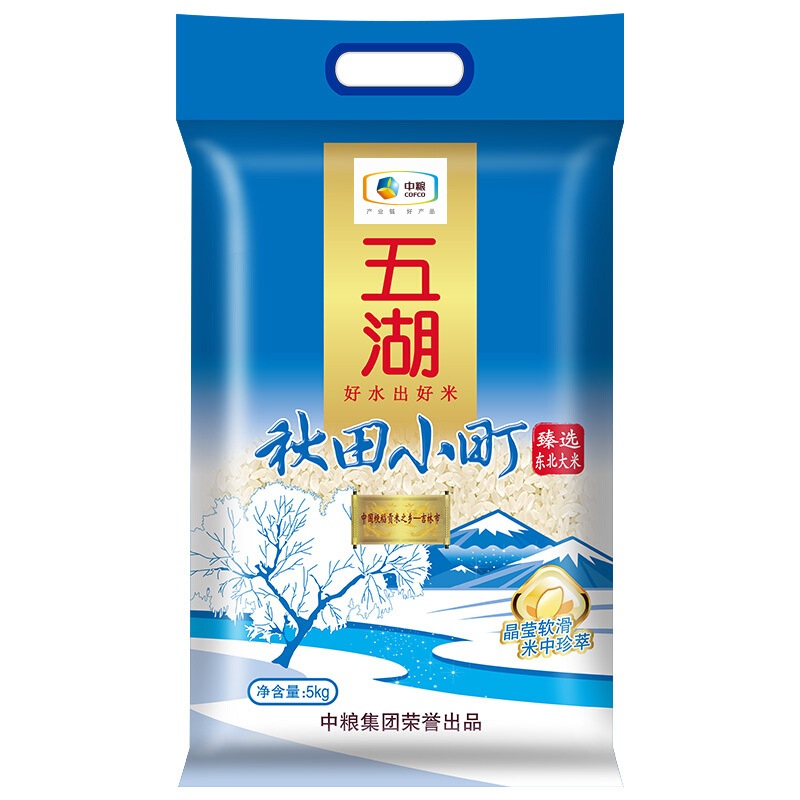 中粮
COFCO
产业链 好产品
五
湖
好水出好米
秋田小町
臻选
东北大米
中国粳稻贡米之乡—吉林市
晶莹软滑
米中珍萃
净含量:5kg
中粮集团荣誉出品